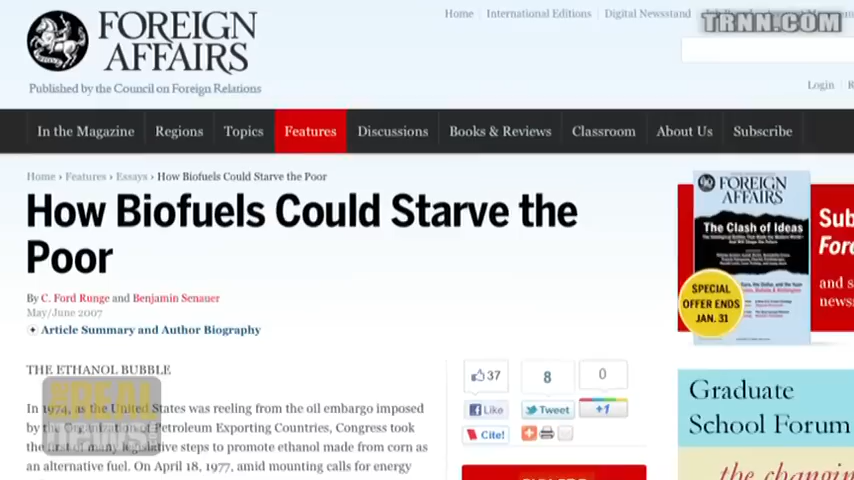 FOREIGN AFFAIRS
Published by the Council on Foreign Relations
Home International Editions Digital Newsstand
TRNN.COM
Login
In the Magazine Regions Topics Features Discussions Books & Reviews Classroom About Us Subscribe
Home › Features › Essays › How Biofuels Could Starve the Poor
How Biofuels Could Starve the
Poor
By C. Ford Runge and Benjamin Senauer
May/June 2007
Article Summary and Author Biography
THE ETHANOL BUBBLE
In 1974, as the United States was reeling from the oil embargo imposed
by the Organization of Petroleum Exporting Countries, Congress took
the first of many legislative steps to promote ethanol made from corn as
an alternative fuel. On April 18, 1977, amid mounting calls for energy
37 8 0
Like Tweet +1
Cite!
FOREIGN
AFFAIRS
The Clash of Ideas
SPECIAL
OFFER ENDS
JAN. 31
Sub
Fore
and s
news
Graduate
School Forum
the changin